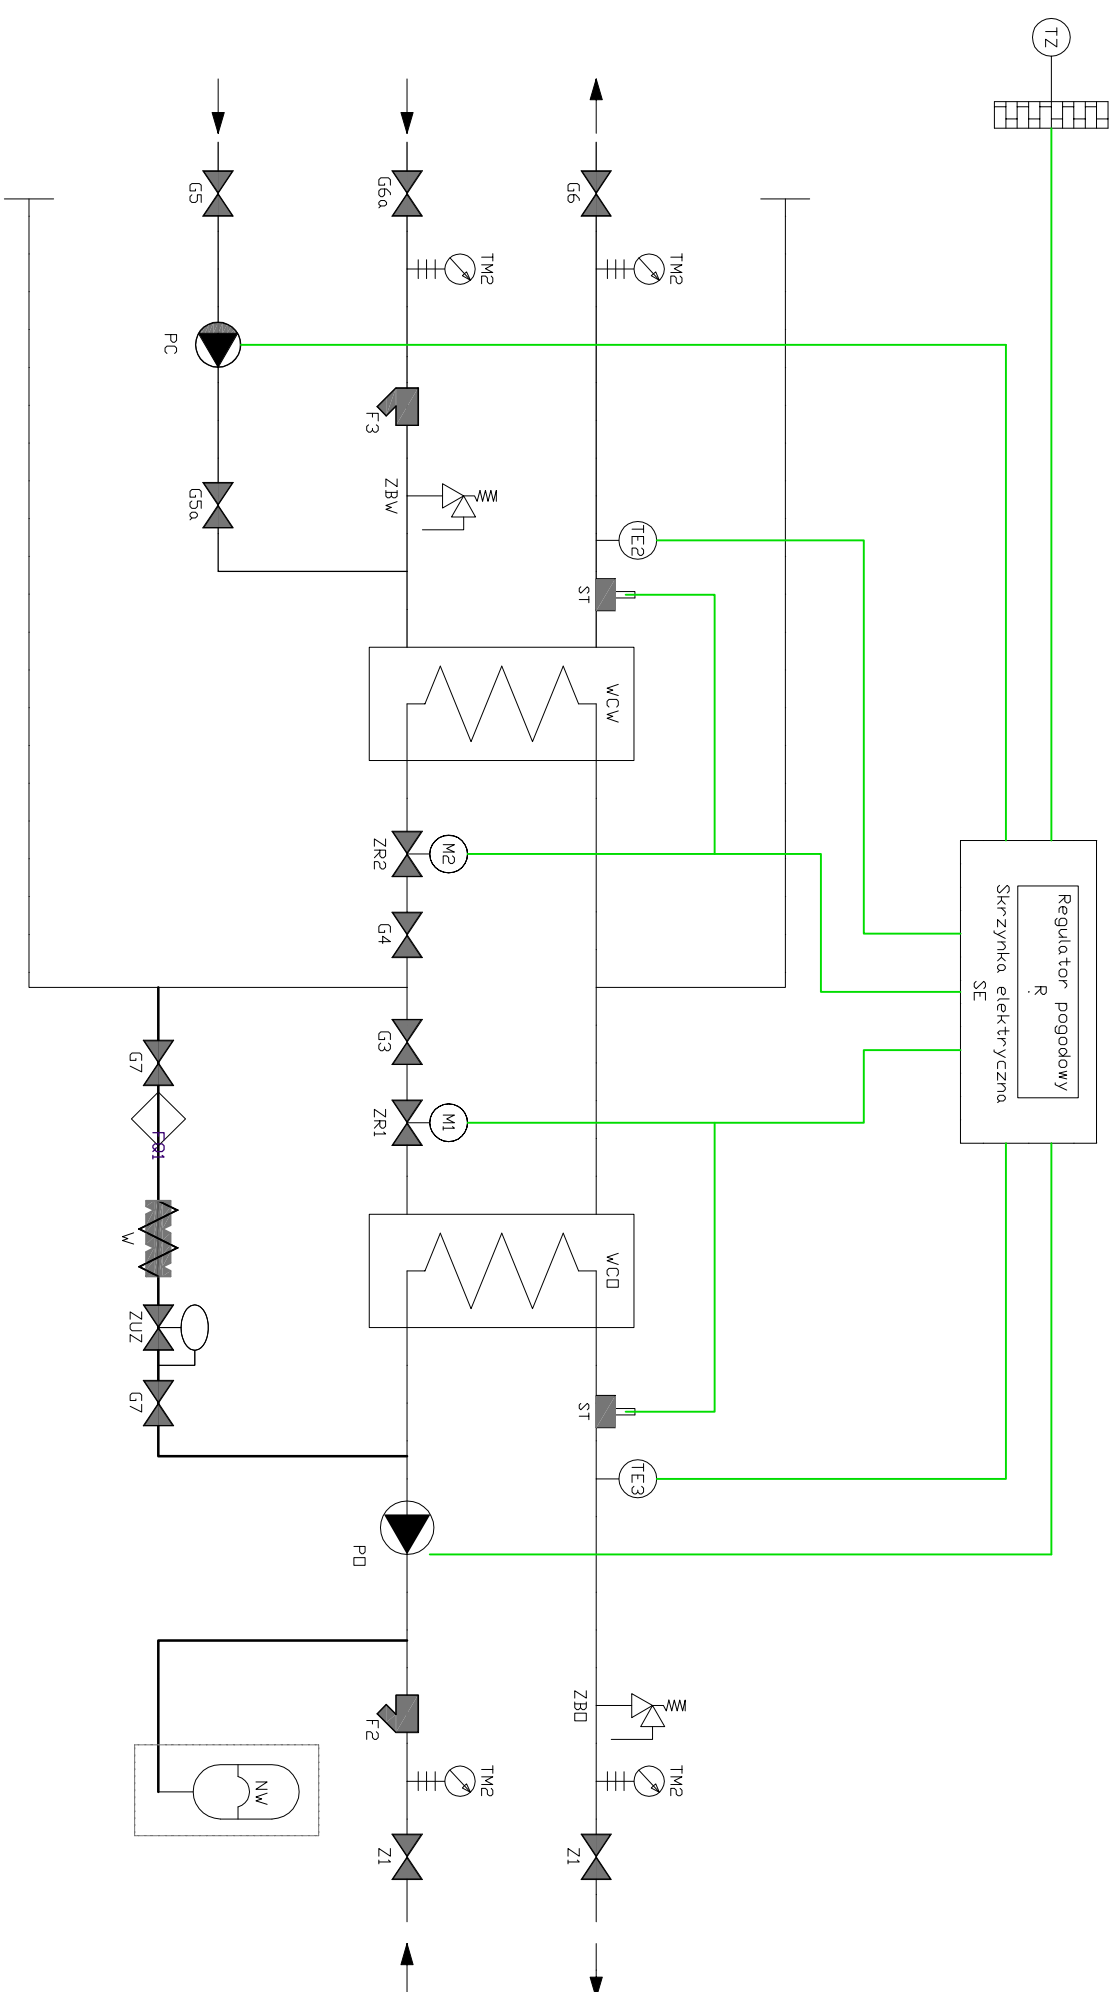 TZ
Regulator pogodowy
R.
Skrzynka elektryczna
SE
TM2
TM2
TE2
TE3
WCW
WCO
G6
ST
ST
ZBO
Z1
TM2
TM2
M2
M1
G6a
F3
ZBW
ZR2
G4
G3
ZR1
PO
F2
Z1
NW
G5
PC
G5a
G7
FQ1
W
ZUZ
G7